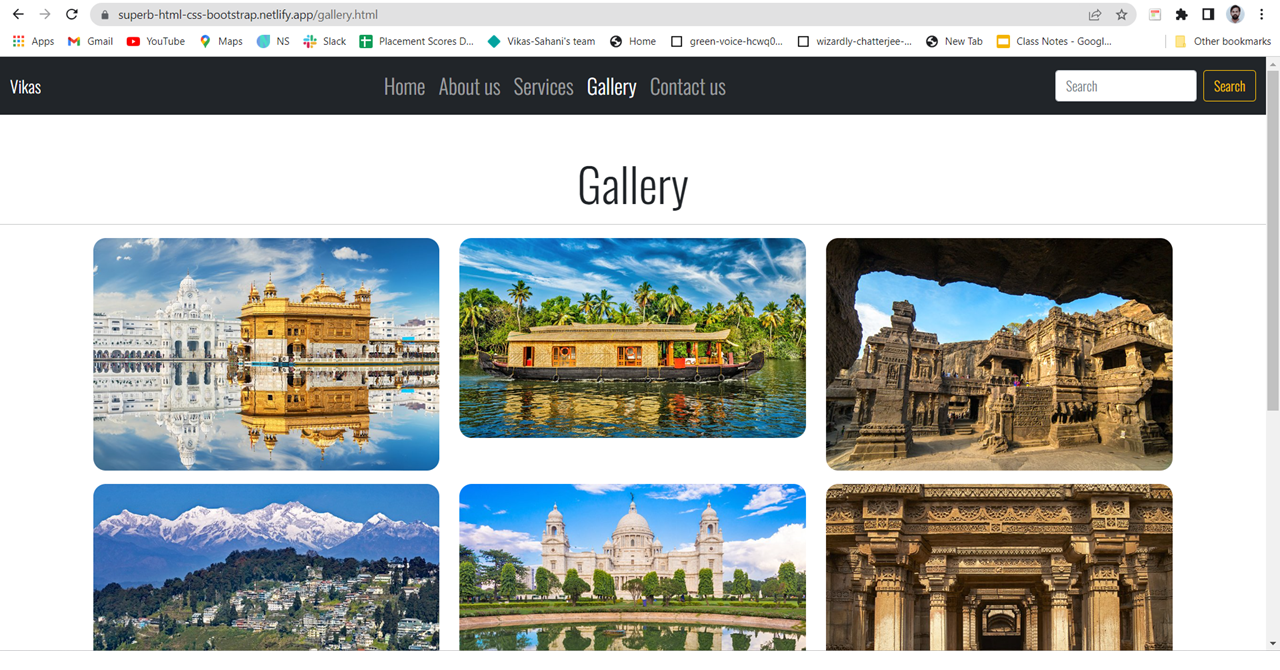 superb-html-css-bootstrap.netlify.app/gallery.html
Apps Gmail YouTube Maps NS Slack Placement Scores D... Vikas-Sahani's team Home green-voice-hcwq0... wizardly-chatterjee-... New Tab Class Notes - Googl... Other bookmarks
Vikas Home About us Services Gallery Contact us Search Search
Gallery